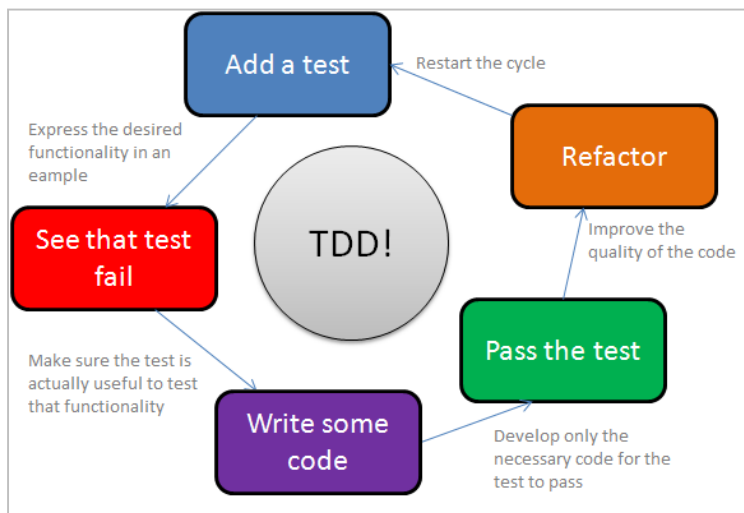 Add a test
Restart the cycle
Refactor
Express the desired
functionality in an
eample
See that test
fail
TDD!
Improve the
quality of the code
Pass the test
Make sure the test is
actually useful to test
that functionality
Write some
code
Develop only the
necessary code for the
test to pass